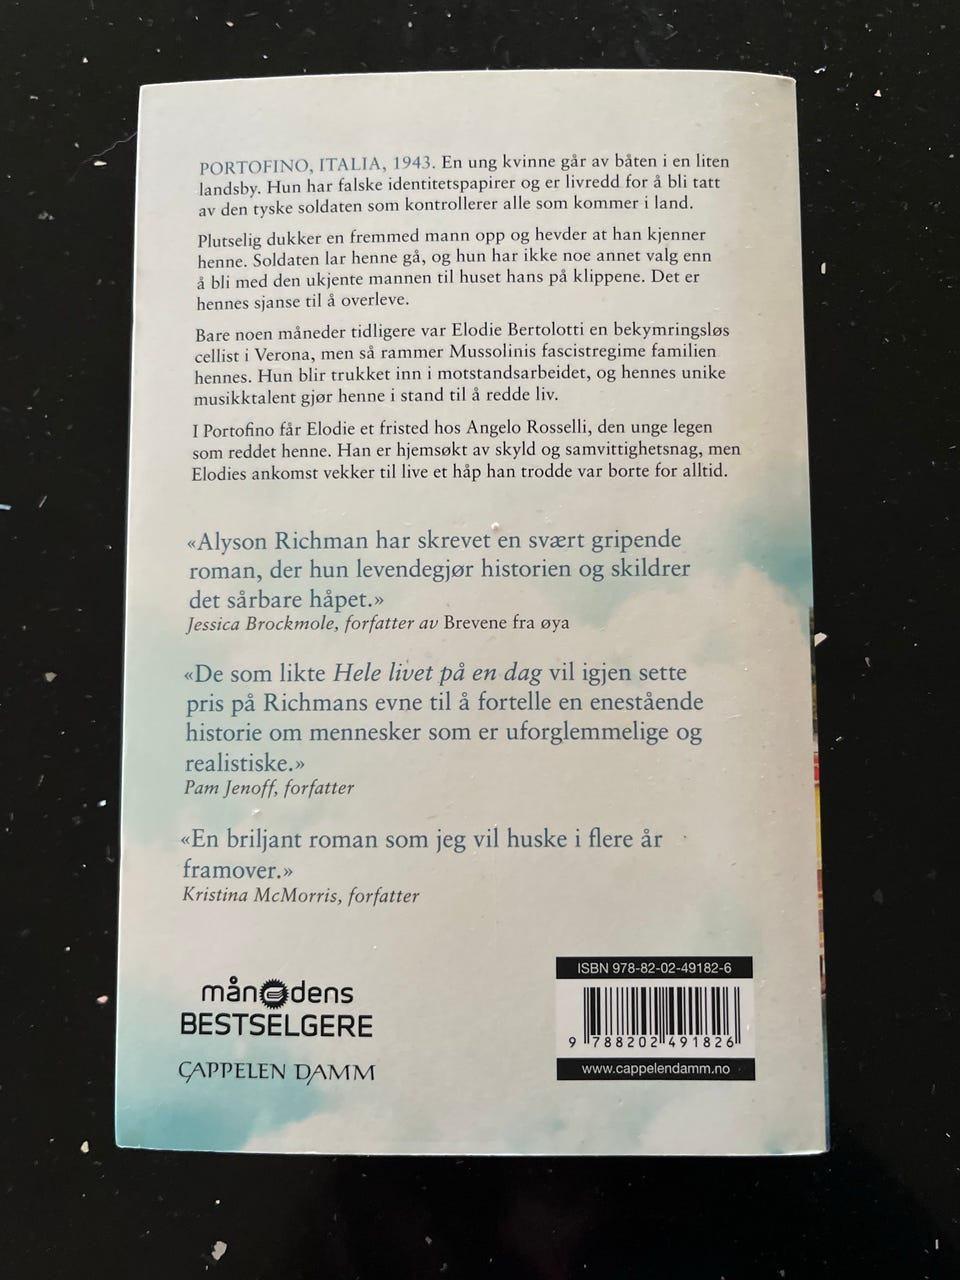 PORTOFINO, ITALIA, 1943. En ung kvinne går av båten i en liten
landsby. Hun har falske identitetspapirer og er livredd for å bli tatt
av den tyske soldaten som kontrollerer alle som kommer i land.
Plutselig dukker en fremmed mann opp og hevder at han kjenner
henne. Soldaten lar henne gå, og hun har ikke noe annet valg enn
å bli med den ukjente mannen til huset hans på klippene. Det er
hennes sjanse til å overleve.
Bare noen måneder tidligere var Elodie Bertolotti en bekymringsløs
cellist i Verona, men så rammer Mussolinis fascistregime familien
hennes. Hun blir trukket inn i motstandsarbeidet, og hennes unike
musikktalent gjør henne i stand til å redde liv.
I Portofino får Elodie et fristed hos Angelo Rosselli, den unge legen
som reddet henne. Han er hjemsøkt av skyld og samvittighetsnag, men
Elodies ankomst vekker til live et håp han trodde var borte for alltid.
«Alyson Richman har skrevet en svært gripende
roman, der hun levendegjør historien og skildrer
det sårbare håpet.»
Jessica Brockmole, forfatter av Brevene fra øya
«De som likte Hele livet på en dag vil igjen sette
pris på Richmans evne til å fortelle en enestående
historie om mennesker som er uforglemmelige og
realistiske.»
Pam Jenoff, forfatter
«En briljant roman som jeg vil huske i flere år
framover.»
Kristina McMorris, forfatter
månedens
BESTSELGERE
CAPPELEN DAMM
ISBN 978-82-02-49182-6
9 788202 491826
www.cappelendamm.no